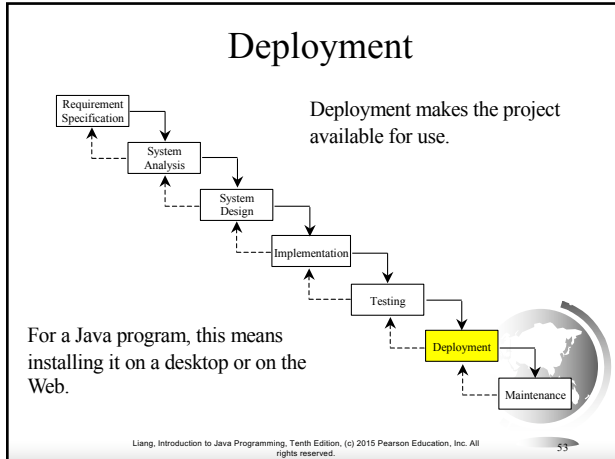 Deployment
Requirement
Specification
Deployment makes the project
available for use.
System
Analysis
System
Design
Implementation
Testing
For a Java program, this means
installing it on a desktop or on the
Web.
Deployment
Maintenance
Liang, Introduction to Java Programming, Tenth Edition, (c) 2015 Pearson Education, Inc. All
rights reserved.
53